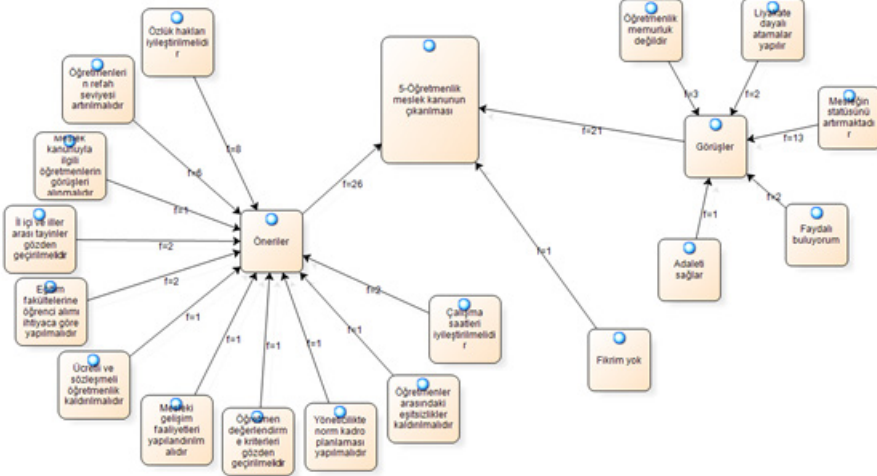 Özlük hakları
iyileştirilmelidi
r
Öğretmenleri
n refah
seviyesi
artırılmalıdır
Meslek
kanunuyla
ilgili
öğretmenlerin
görüşleri
alınmalıdır
İl içi ve iller
arası tayinler
gözden
geçirilmelidir
Eğitim
fakültelerine
öğrenci alımı
ihtiyaca göre
yapılmalıdır
Ücretli ve
sözleşmeli
öğretmenlik
kaldırılmalıdır
Mesleki
gelişim
faaliyetleri
yapılandırılm
alıdır
Öğretmen
değerlendirm
e kriterleri
gözden
geçirilmelidir
Yöneticilikte
norm kadro
planlaması
yapılmalıdır
Öğretmenler
arasındaki
eşitsizlikler
kaldırılmalıdır
Çalışma
saatleri
iyileştirilmelidi
r
Öneriler
f=8
f=6
f=1
f=2
f=2
f=1
f=1
f=1
f=1
f=1
f=2
f=26
5-Öğretmenlik
meslek kanunun
çıkarılması
f=21
f=1
Fikrim yok
Görüşler
Öğretmenlik
memurluk
değildir
f=3
Liyakate
dayalı
atamalar
yapılır
f=2
Mesleğin
statüsünü
artırmaktadı
r
f=13
Faydalı
buluyorum
f=2
Adaleti
sağlar
f=1